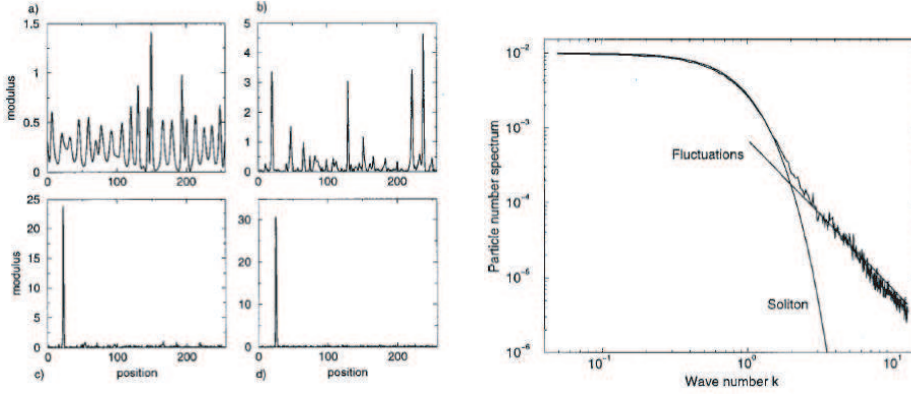 a)
1.5
1
0.5
0
modulus
0 100 200
b)
5
4
3
2
1
0
0 100 200
25
20
15
10
5
0
modulus
0 100 200
c) position
30
20
10
0
0 100 200
d) position
10⁻²
10⁻³
10⁻⁴
10⁻⁶
Particle number spectrum
Fluctuations
Soliton
10⁻¹ 10⁰ 10¹
Wave number k